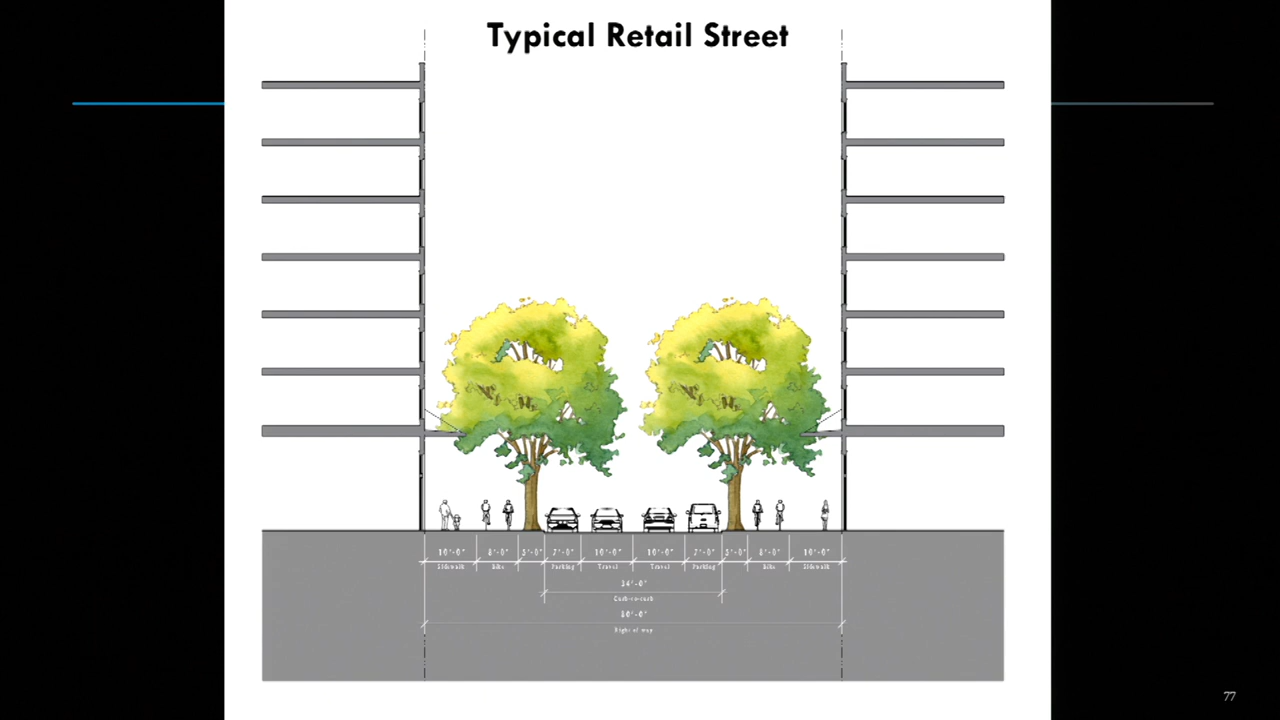 Typical Retail Street
10'-0" 8'-0" 5'-0" 7'-0" 10'-0" 10'-0" 7'-0" 5'-0" 8'-0" 10'-0"
Sidewalk Bike Parking Travel Travel Parking Bike Sidewalk
34'-0"
Curb-to-curb
80'-0"
Right of way
77